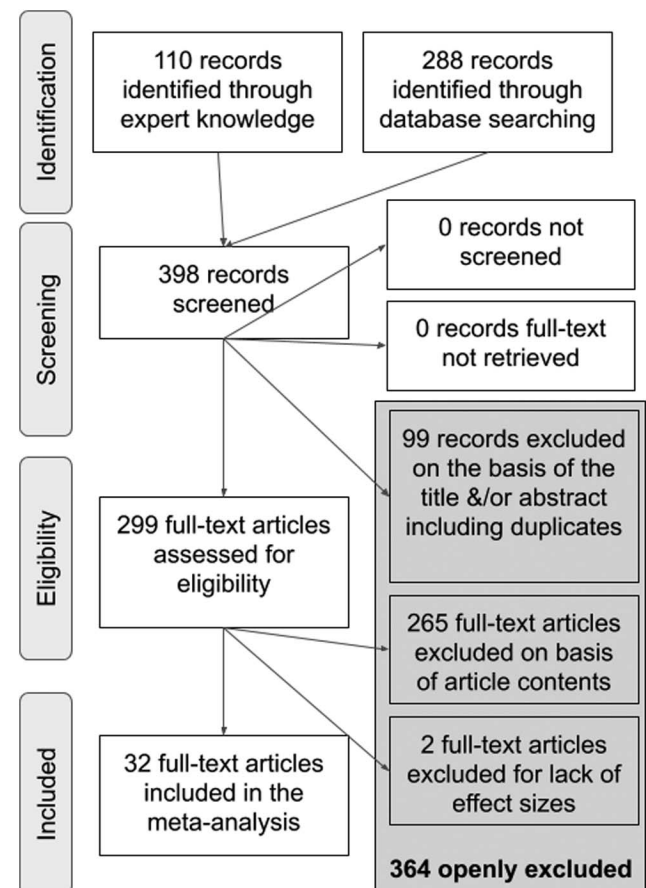 Identification
110 records
identified through
expert knowledge
288 records
identified through
database searching
Screening
398 records
screened
0 records not
screened
0 records full-text
not retrieved
99 records excluded
on the basis of the
title &/or abstract
including duplicates
Eligibility
299 full-text articles
assessed for
eligibility
265 full-text articles
excluded on basis
of article contents
Included
32 full-text articles
included in the
meta-analysis
2 full-text articles
excluded for lack of
effect sizes
364 openly excluded